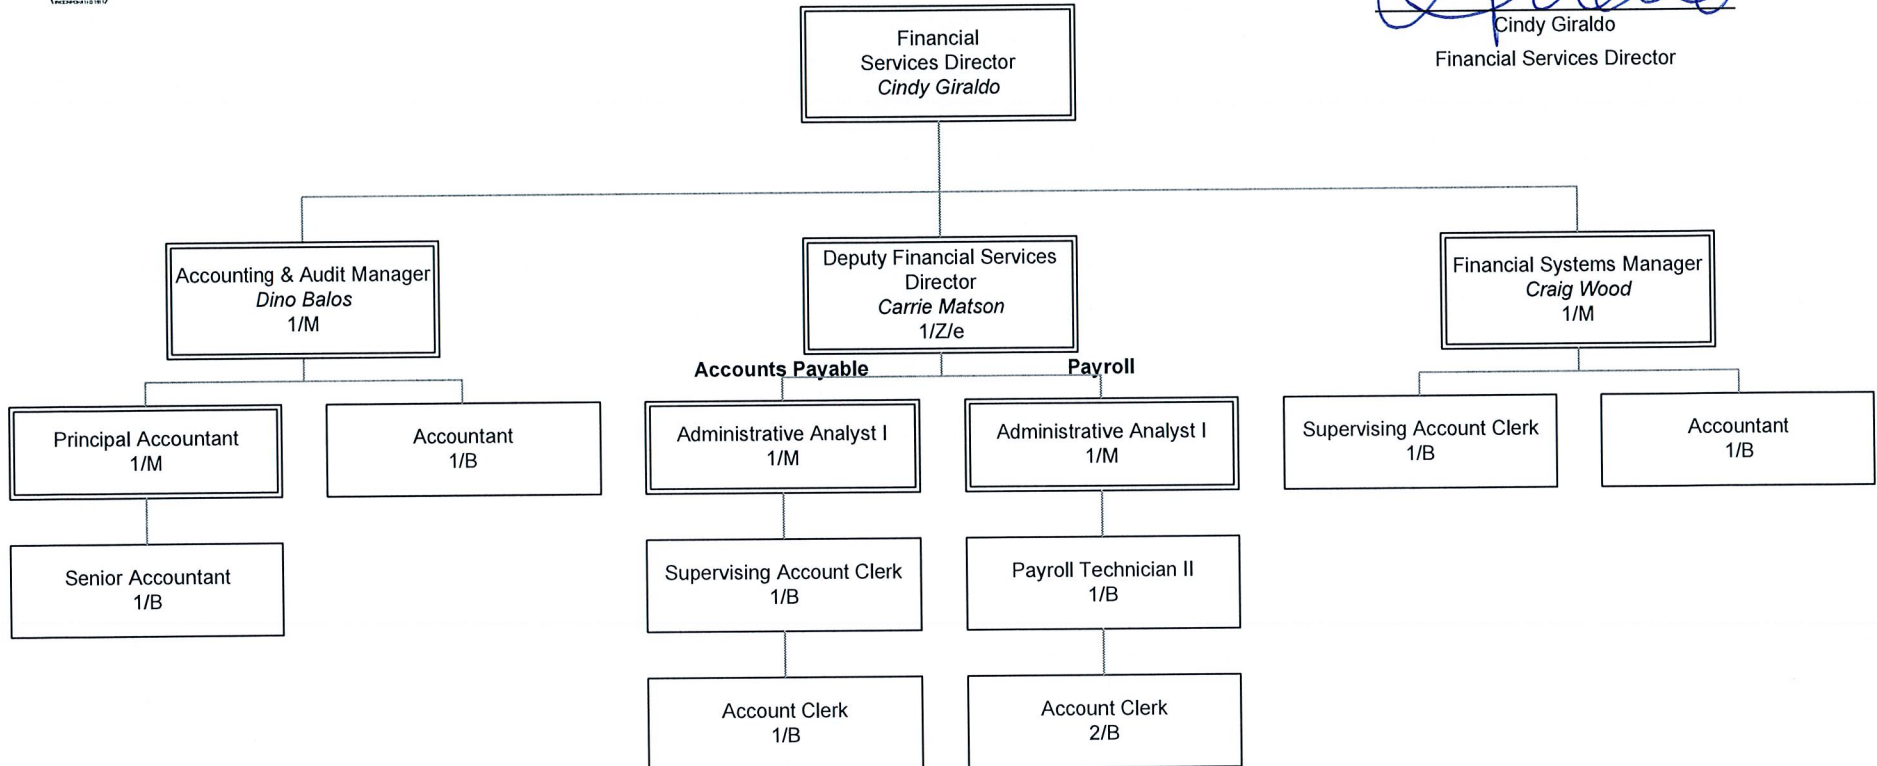 Cindy Giraldo
Financial Services Director
Financial
Services Director
Cindy Giraldo
Accounting & Audit Manager
Dino Balos
1/M
Deputy Financial Services
Director
Carrie Matson
1/Z/e
Financial Systems Manager
Craig Wood
1/M
Accounts Payable
Payroll
Principal Accountant
1/M
Accountant
1/B
Administrative Analyst I
1/M
Administrative Analyst I
1/M
Supervising Account Clerk
1/B
Accountant
1/B
Senior Accountant
1/B
Supervising Account Clerk
1/B
Payroll Technician II
1/B
Account Clerk
1/B
Account Clerk
2/B